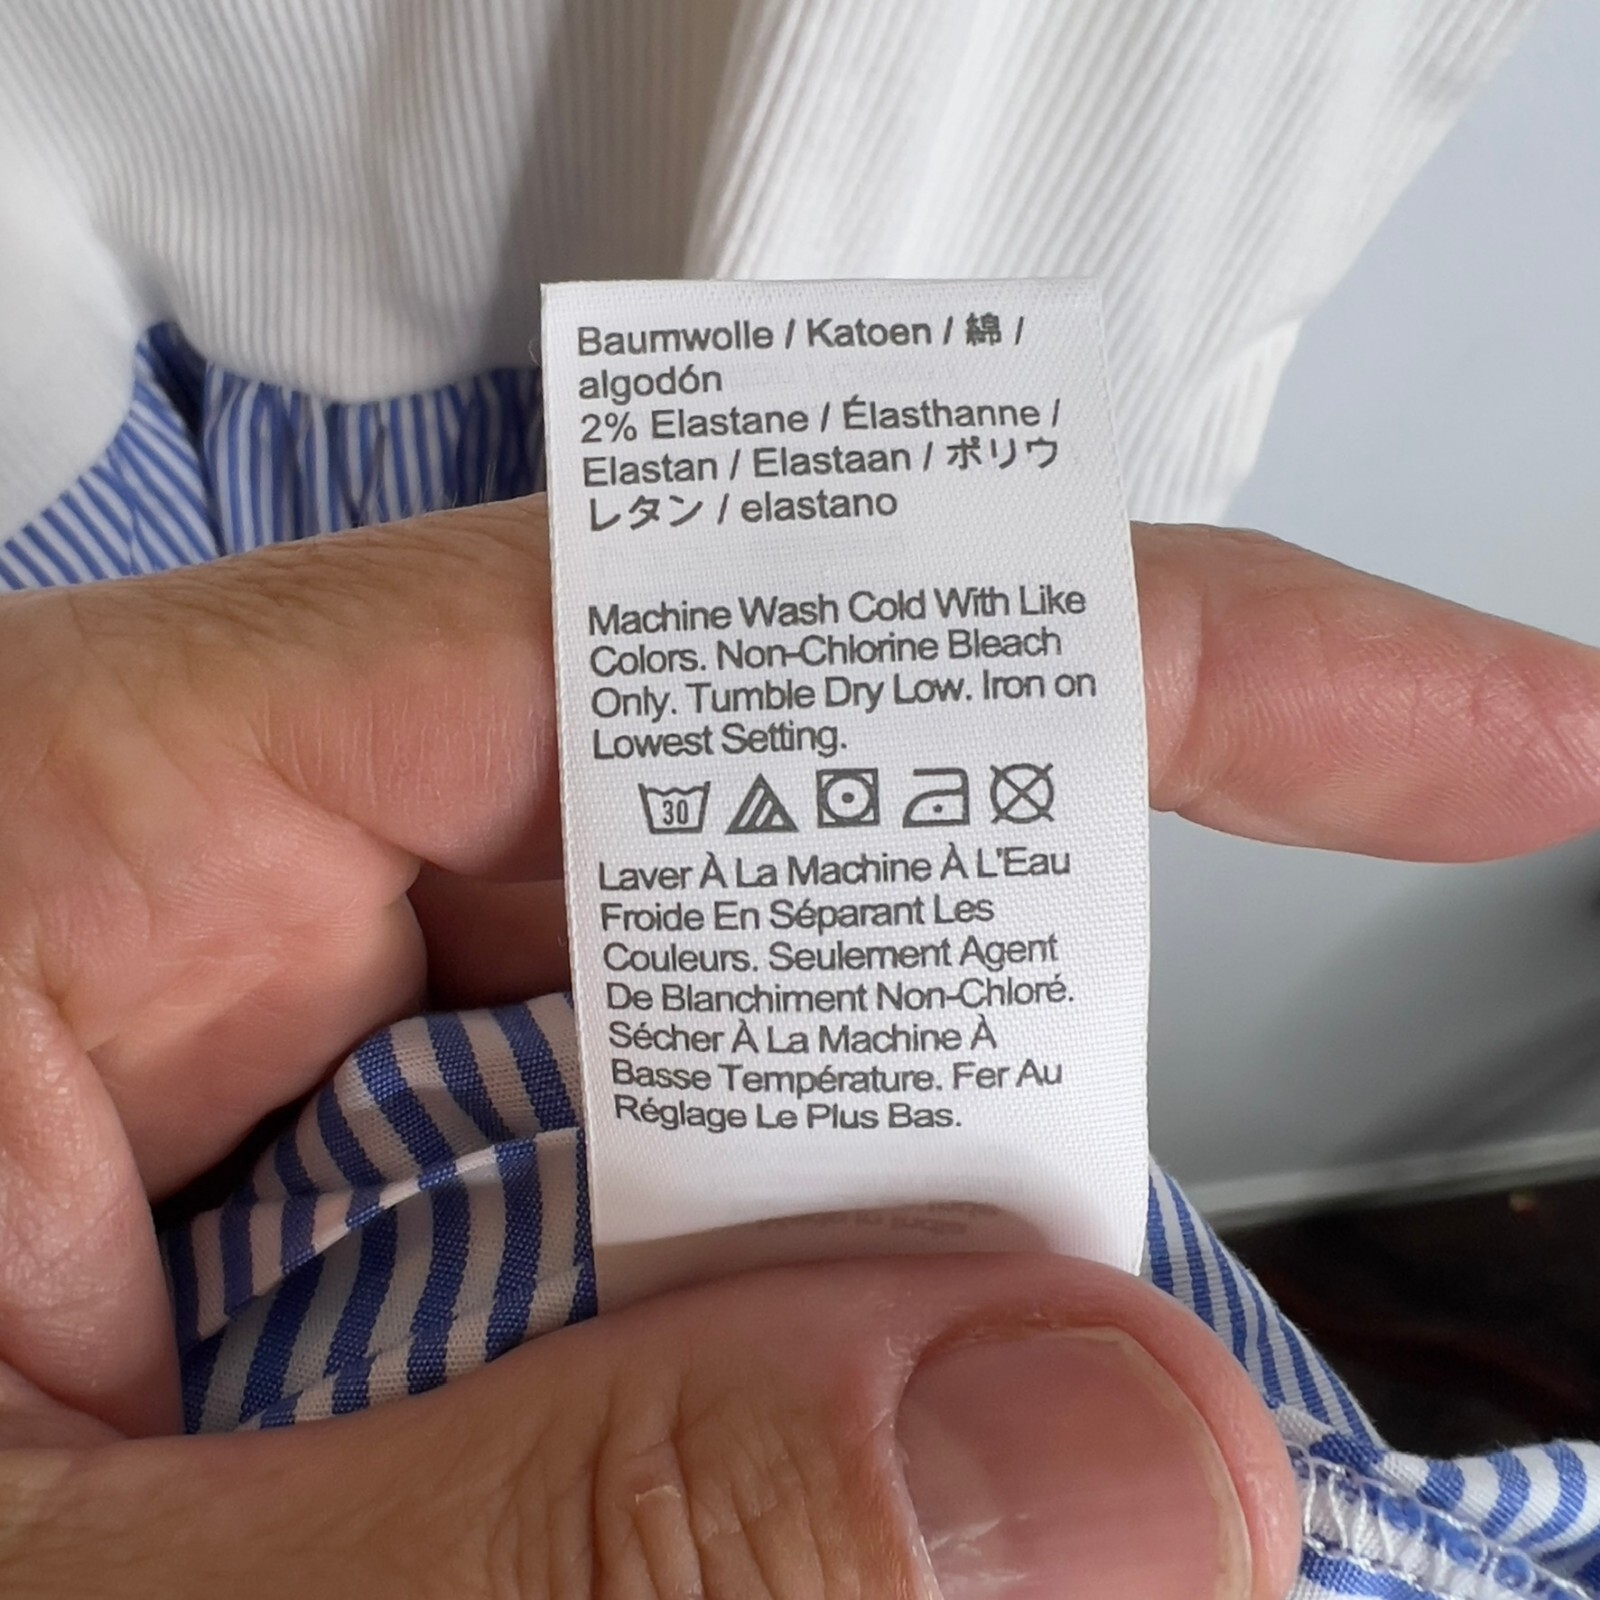 Baumwolle / Katoen / 綿 /
algodón
2% Elastane / Élasthanne /
Elastan / Elastaan / ポリウ
レタン / elastano
Machine Wash Cold With Like
Colors. Non-Chlorine Bleach
Only. Tumble Dry Low. Iron on
Lowest Setting.
30
Laver À La Machine À L'Eau
Froide En Séparant Les
Couleurs. Seulement Agent
De Blanchiment Non-Chloré.
Sécher À La Machine À
Basse Température. Fer Au
Réglage Le Plus Bas.